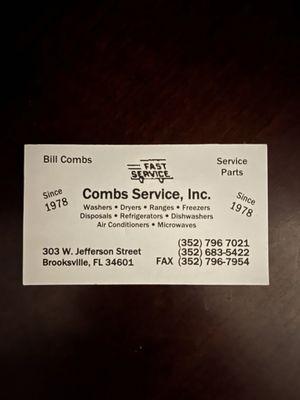 Bill Combs
FAST
SERVICE
Service
Parts
Since
1978
Combs Service, Inc.
Since
1978
Washers • Dryers • Ranges • Freezers
Disposals • Refrigerators • Dishwashers
Air Conditioners • Microwaves
303 W. Jefferson Street
Brooksville, FL 34601
(352) 796 7021
(352) 683-5422
FAX (352) 796-7954